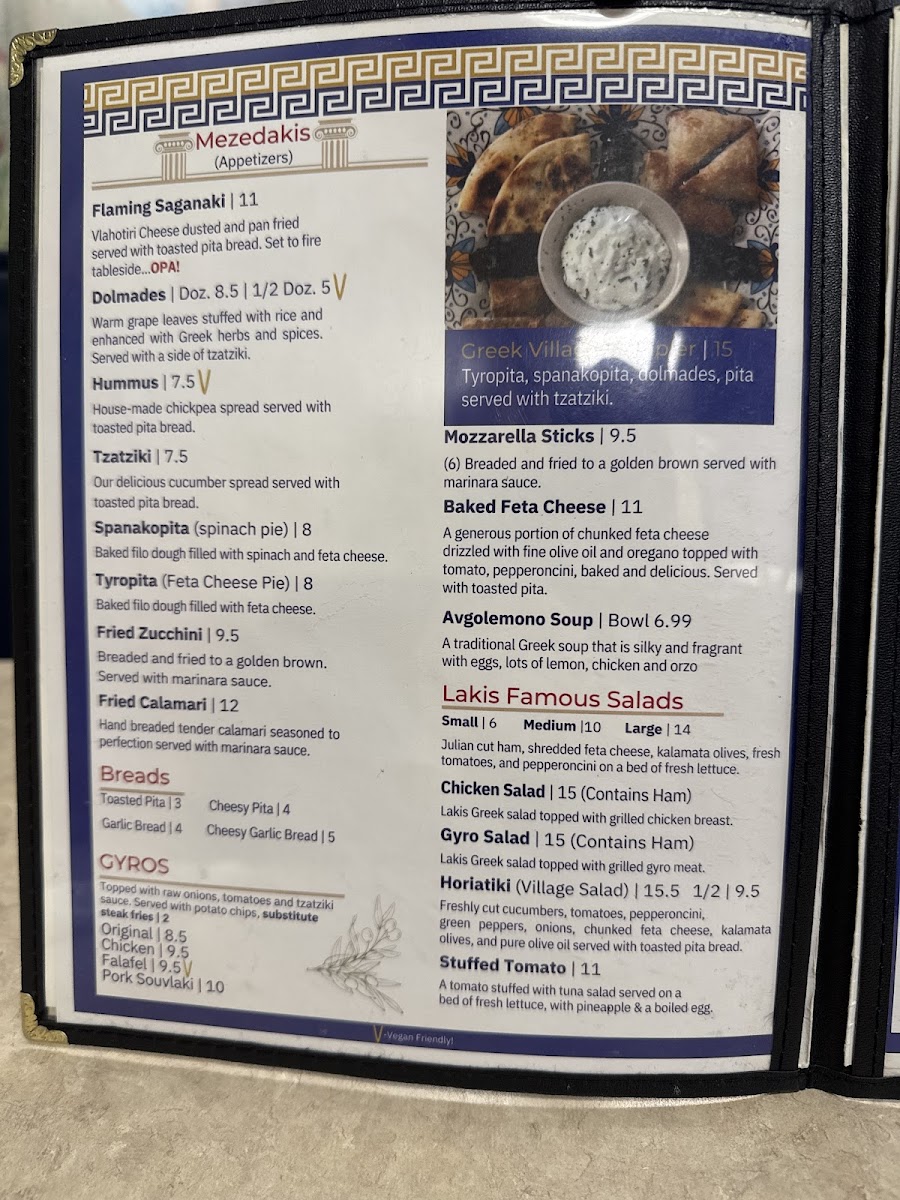 Mezedakis
(Appetizers)
Flaming Saganaki | 11
Vlahotiri Cheese dusted and pan fried
served with toasted pita bread. Set to fire
tableside...OPA!
Dolmades | Doz. 8.5 | 1/2 Doz. 5 V
Warm grape leaves stuffed with rice and
enhanced with Greek herbs and spices.
Served with a side of tzatziki.
Hummus | 7.5 V
House-made chickpea spread served with
toasted pita bread.
Tzatziki | 7.5
Our delicious cucumber spread served with
toasted pita bread.
Spanakopita (spinach pie) | 8
Baked filo dough filled with spinach and feta cheese.
Tyropita (Feta Cheese Pie) | 8
Baked filo dough filled with feta cheese.
Fried Zucchini | 9.5
Breaded and fried to a golden brown.
Served with marinara sauce.
Fried Calamari | 12
Hand breaded tender calamari seasoned to
perfection served with marinara sauce.
Breads
Toasted Pita | 3 Cheesy Pita | 4
Garlic Bread | 4 Cheesy Garlic Bread | 5
GYROS
Topped with raw onions, tomatoes and tzatziki
sauce. Served with potato chips, substitute
steak fries | 2
Original | 8.5
Chicken | 9.5
Falafel | 9.5 V
Pork Souvlaki | 10
Greek | 15
Tyropita, spanakopita, dolmades, pita
served with tzatziki.
Mozzarella Sticks | 9.5
(6) Breaded and fried to a golden brown served with
marinara sauce.
Baked Feta Cheese | 11
A generous portion of chunked feta cheese
drizzled with fine olive oil and oregano topped with
tomato, pepperoncini, baked and delicious. Served
with toasted pita.
Avgolemono Soup | Bowl 6.99
A traditional Greek soup that is silky and fragrant
with eggs, lots of lemon, chicken and orzo
Lakis Famous Salads
Small | 6 Medium |10 Large | 14
Julian cut ham, shredded feta cheese, kalamata olives, fresh
tomatoes, and pepperoncini on a bed of fresh lettuce.
Chicken Salad | 15 (Contains Ham)
Lakis Greek salad topped with grilled chicken breast.
Gyro Salad | 15 (Contains Ham)
Lakis Greek salad topped with grilled gyro meat.
Horiatiki (Village Salad) | 15.5 1/2 | 9.5
Freshly cut cucumbers, tomatoes, pepperoncini,
green peppers, onions, chunked feta cheese, kalamata
olives, and pure olive oil served with toasted pita bread.
Stuffed Tomato | 11
A tomato stuffed with tuna salad served on a
bed of fresh lettuce, with pineapple & a boiled egg.
V -Vegan Friendly!